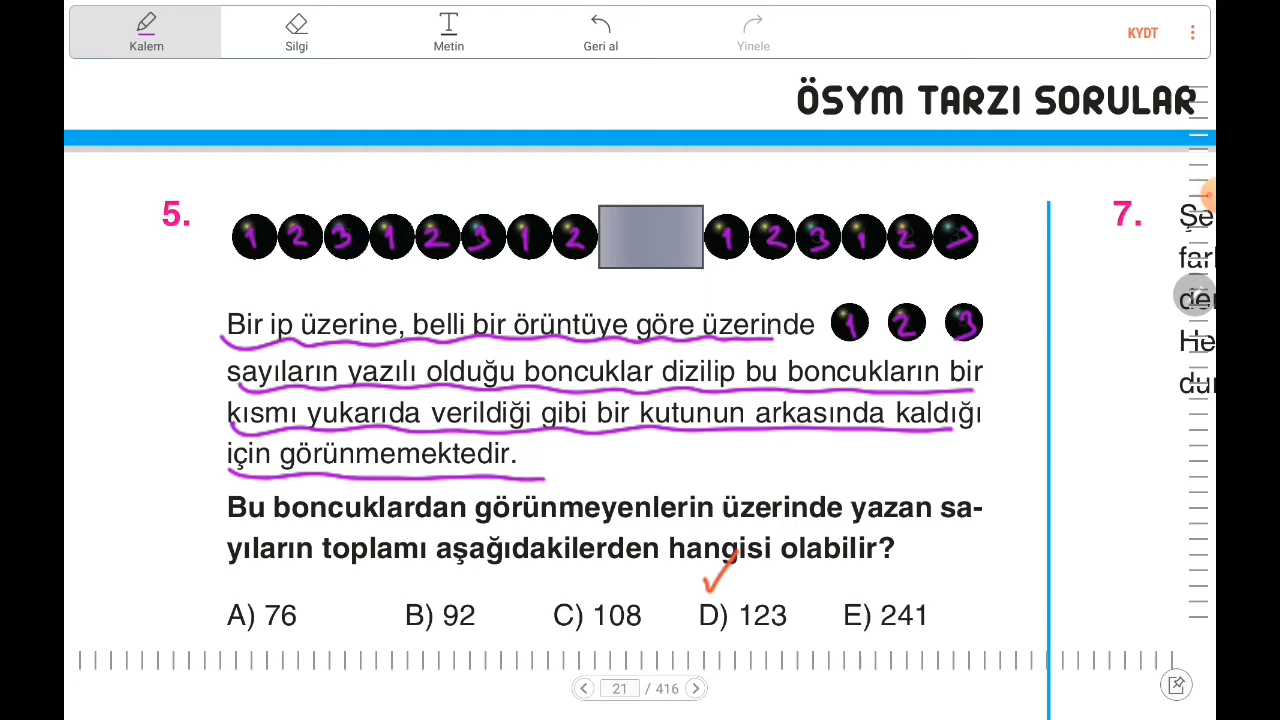 Kalem Silgi Metin Geri al Yinele KYDT
ÖSYM TARZI SORULAR
5. 1 2 3 1 2 3 1 2 1 2 3 1 2 3
Bir ip üzerine, belli bir örüntüye göre üzerinde 1 2 3
sayıların yazılı olduğu boncuklar dizilip bu boncukların bir
kısmı yukarıda verildiği gibi bir kutunun arkasında kaldığı
için görünmemektedir.
Bu boncuklardan görünmeyenlerin üzerinde yazan sa-
yıların toplamı aşağıdakilerden hangisi olabilir?
A) 76 B) 92 C) 108 D) 123 E) 241
7. Şe
farl
He
21 / 416